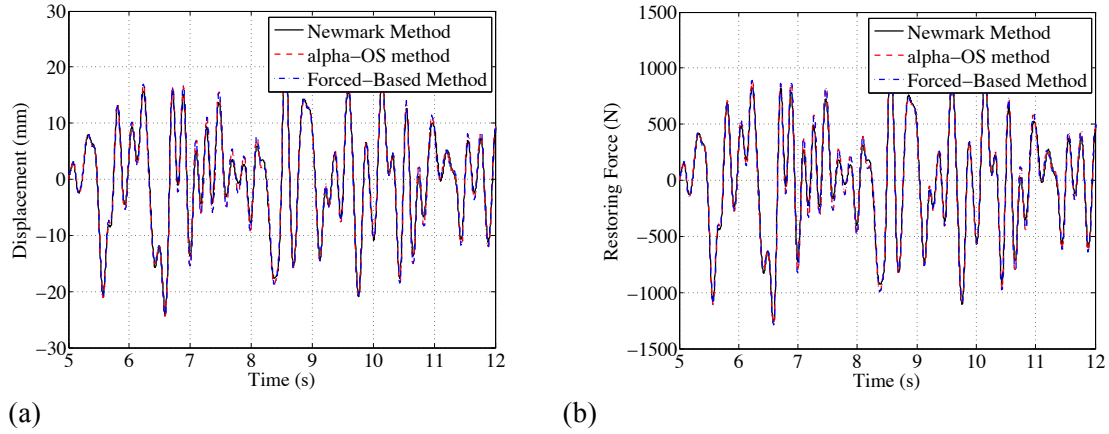 30
20
10
0
−10
−20
−30
5
6
7
8
9
10
11
12
Displacement (mm)
Time (s)
Newmark Method
alpha−OS method
Forced−Based Method
(a)
1500
1000
500
0
−500
−1000
−1500
5
6
7
8
9
10
11
12
Restoring Force (N)
Time (s)
Newmark Method
alpha−OS method
Forced−Based Method
(b)